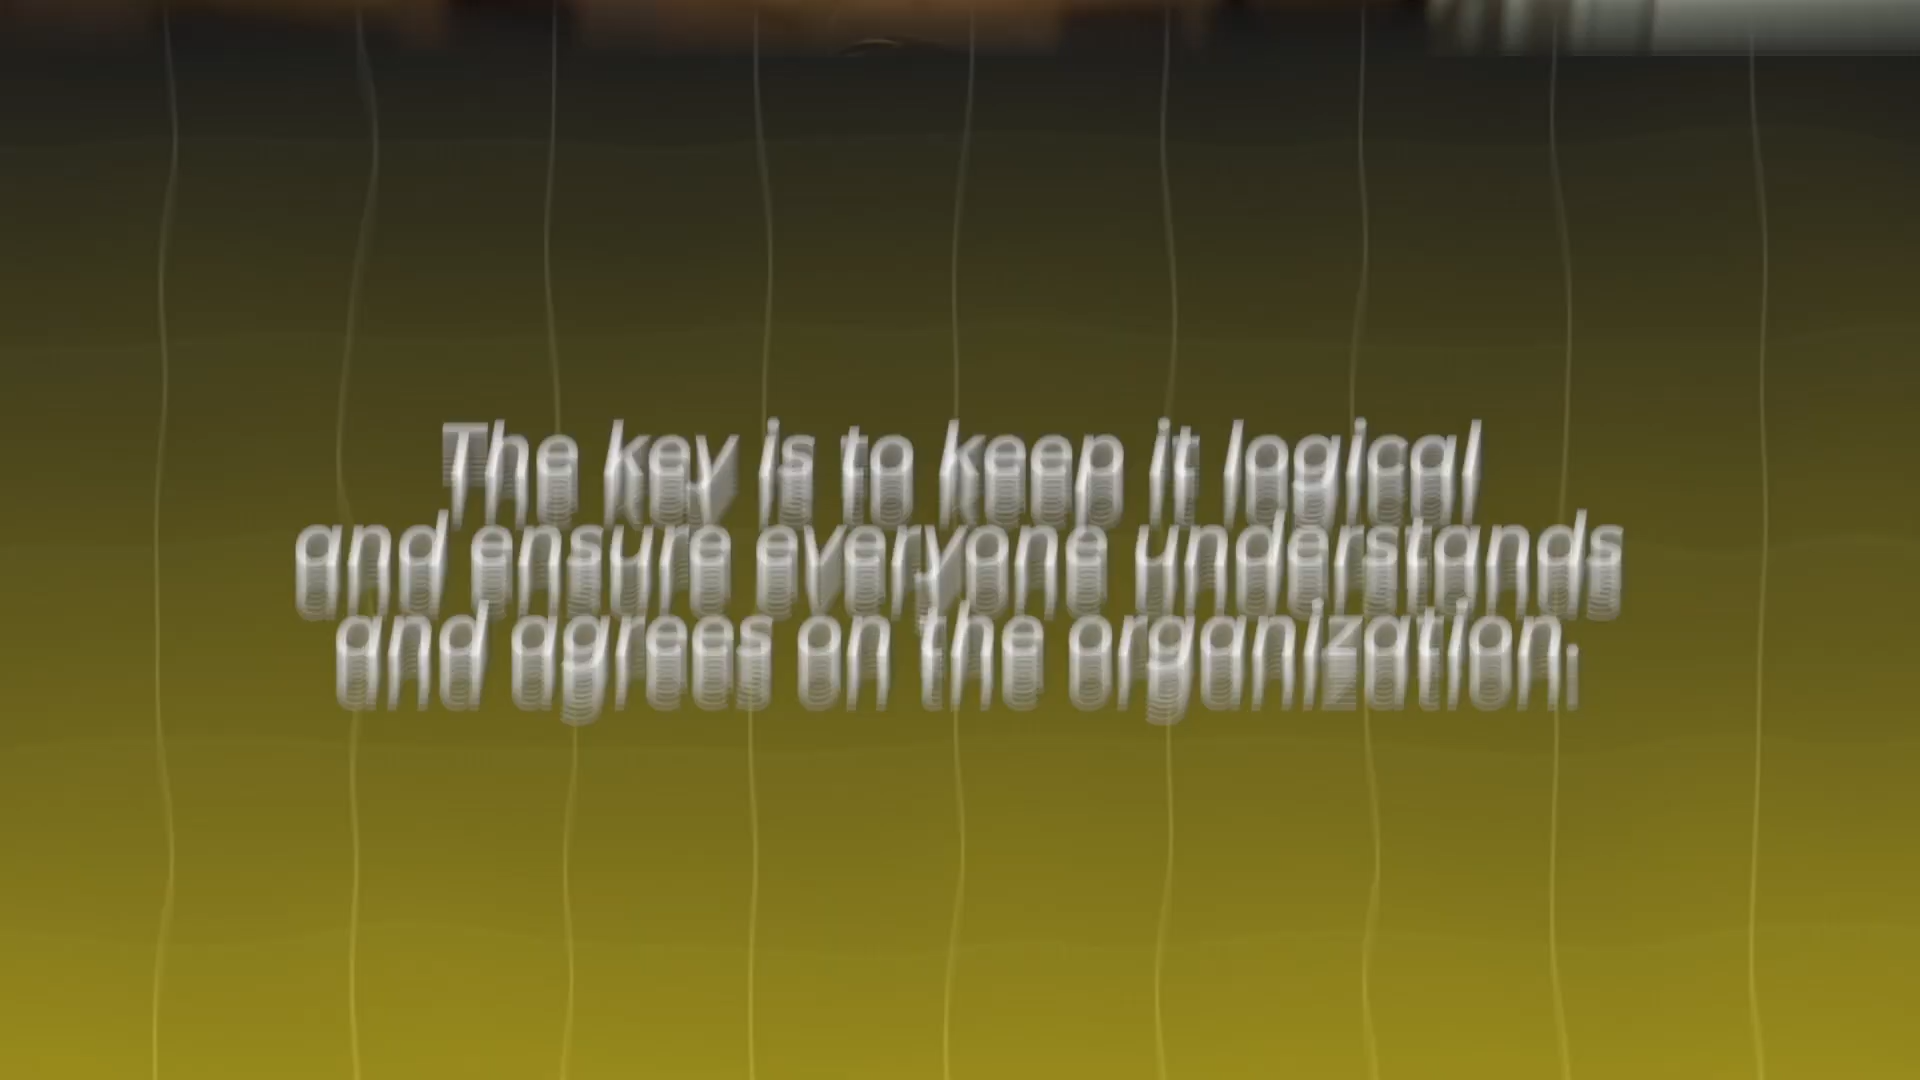 The key is to keep it logical
and ensure everyone understands
and agrees on the organization.